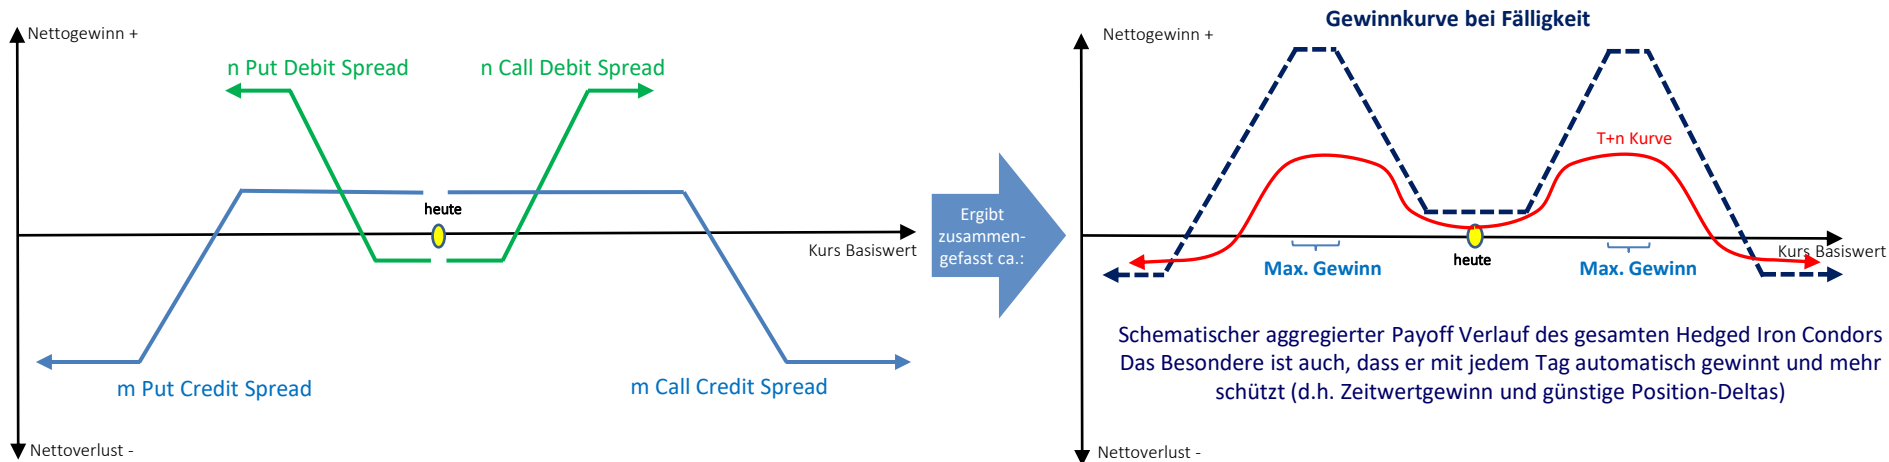 Nettogewinn +
n Put Debit Spread
n Call Debit Spread
heute
Kurs Basiswert
m Put Credit Spread
m Call Credit Spread
Nettoverlust -
Ergibt
zusammen-
gefasst ca.:
Gewinnkurve bei Fälligkeit
Nettogewinn +
T+n Kurve
Kurs Basiswert
heute
Max. Gewinn
Max. Gewinn
Schematischer aggregierter Payoff Verlauf des gesamten Hedged Iron Condors
Das Besondere ist auch, dass er mit jedem Tag automatisch gewinnt und mehr
schützt (d.h. Zeitwertgewinn und günstige Position-Deltas)
Nettoverlust -